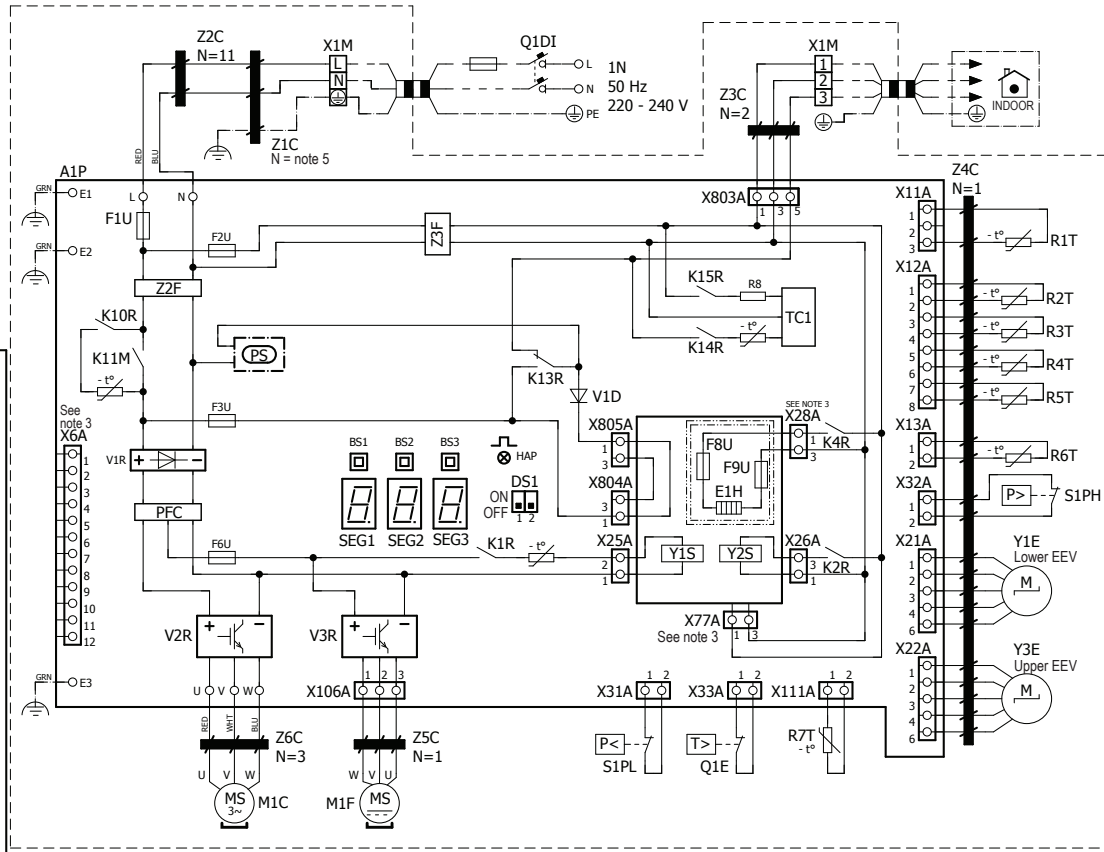 Z2C
N=11
X1M
L
N
Q1DI
L
N
PE
1N
50 Hz
220 - 240 V
Z1C
N = note 5
Z3C
N=2
X1M
1
2
3
INDOOR
RED
BLU
A1P
GRN
E1
L
N
F1U
F2U
GRN
E2
Z3F
X803A
1 3 5
Z4C
N=1
X11A
1
2
3
- t°
R1T
Z2F
K10R
K11M
- t°
PS
K15R
R8
K14R
- t°
TC1
K13R
V1D
X12A
1
2
3
4
5
6
7
8
- t°
R2T
- t°
R3T
- t°
R4T
- t°
R5T
F3U
See
note 3
X6A
1
2
3
4
5
6
7
8
9
10
11
12
V1R
+
-
PFC
F6U
BS1 BS2 BS3
HAP
DS1
ON
OFF
1 2
8. 8. 8.
SEG1 SEG2 SEG3
K1R
- t°
X805A
1
3
X804A
3
1
X25A
2
1
F8U
F9U
E1H
Y1S
Y2S
SEE NOTE 3
X28A
1
3
K4R
X26A
3
1
K2R
X77A
1 3
See note 3
X13A
1
2
- t°
R6T
X32A
1
2
P>
S1PH
X21A
1
2
3
4
6
Y1E
Lower EEV
M
X22A
1
2
3
4
6
Y3E
Upper EEV
M
V2R
+ -
V3R
+ -
GRN
E3
U V W
RED
WHT
BLU
X106A
1 2 3
Z6C
N=3
Z5C
N=1
U V W
W V U
MS
3~
M1C
M1F
MS
X31A
1 2
X33A
1 2
X111A
1 2
P<
S1PL
T>
Q1E
R7T
- t°